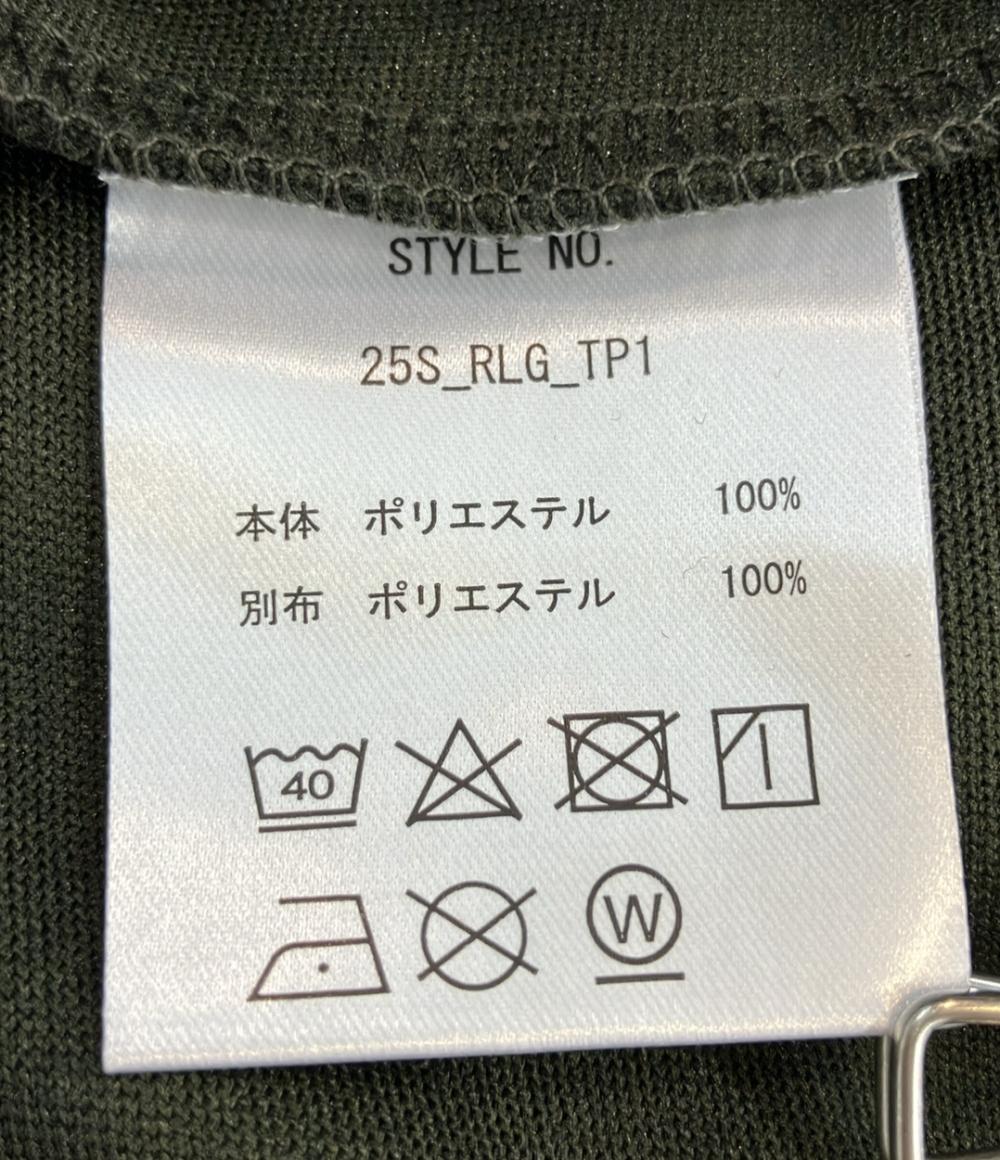 STYLE NO.
25S_RLG_TP1
本体 ポリエステル 100%
別布 ポリエステル 100%
40
W